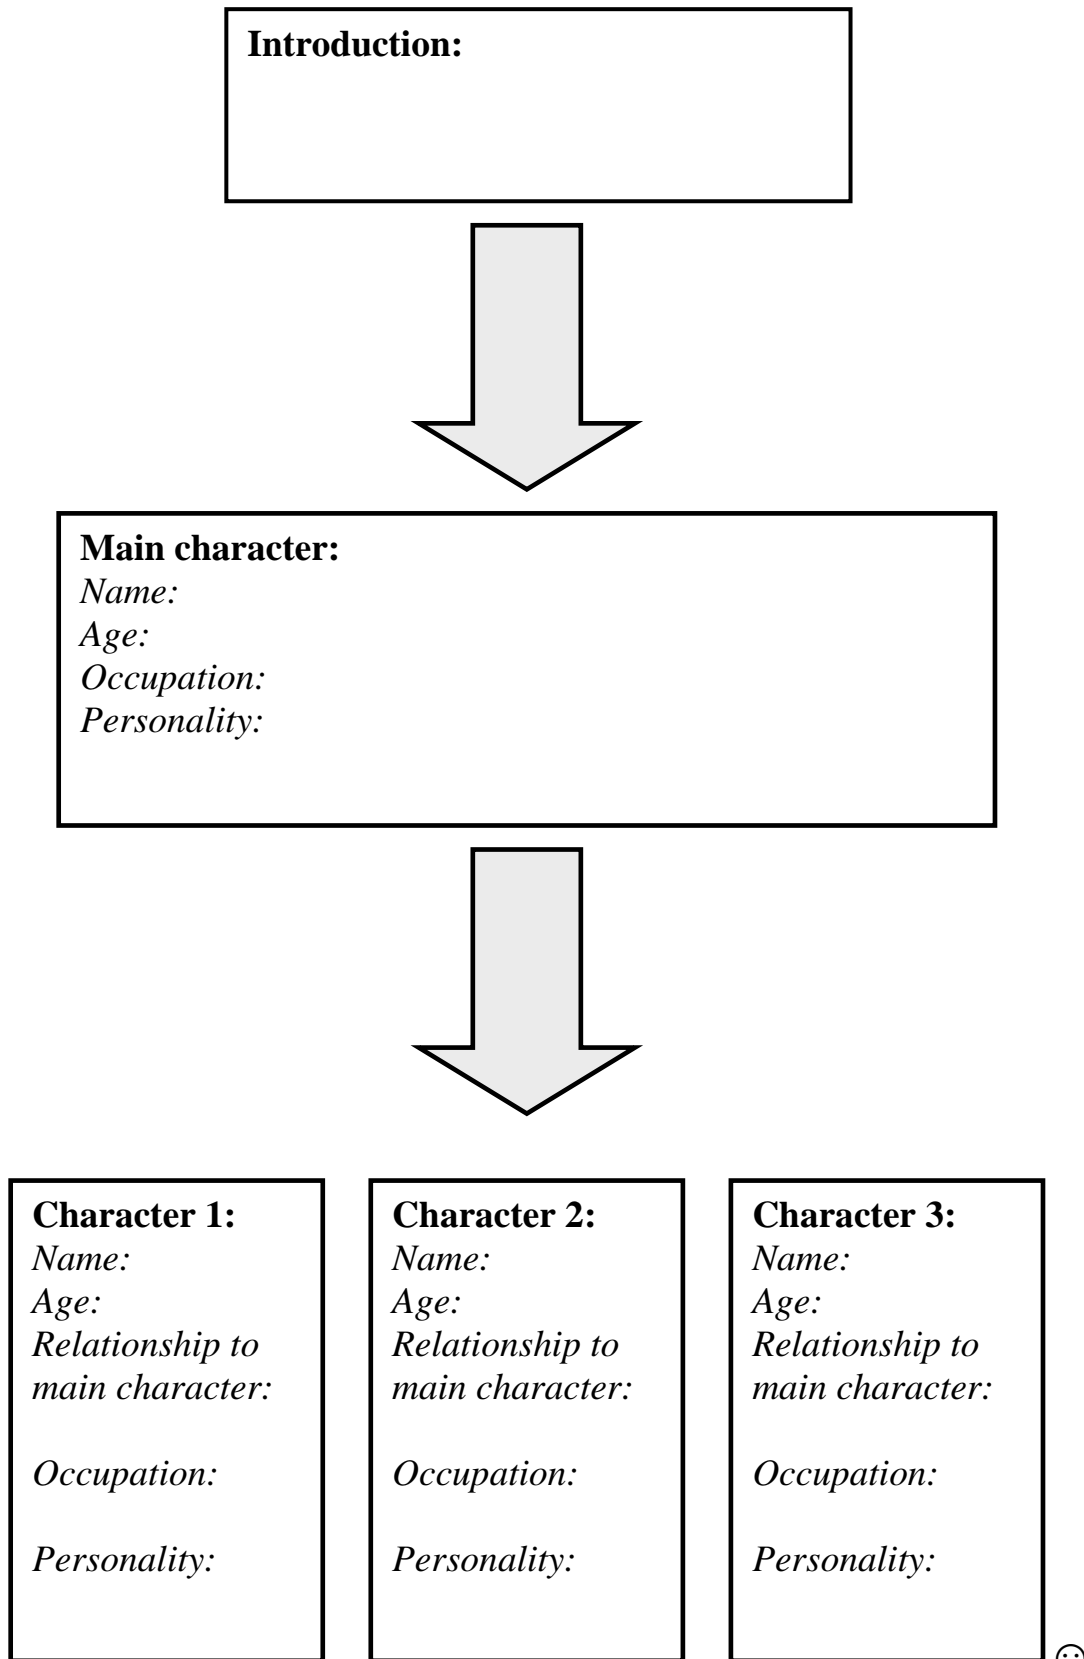 Introduction:
Main character:
Name:
Age:
Occupation:
Personality:
Character 1:
Name:
Age:
Relationship to
main character:
Occupation:
Personality:
Character 2:
Name:
Age:
Relationship to
main character:
Occupation:
Personality:
Character 3:
Name:
Age:
Relationship to
main character:
Occupation:
Personality: